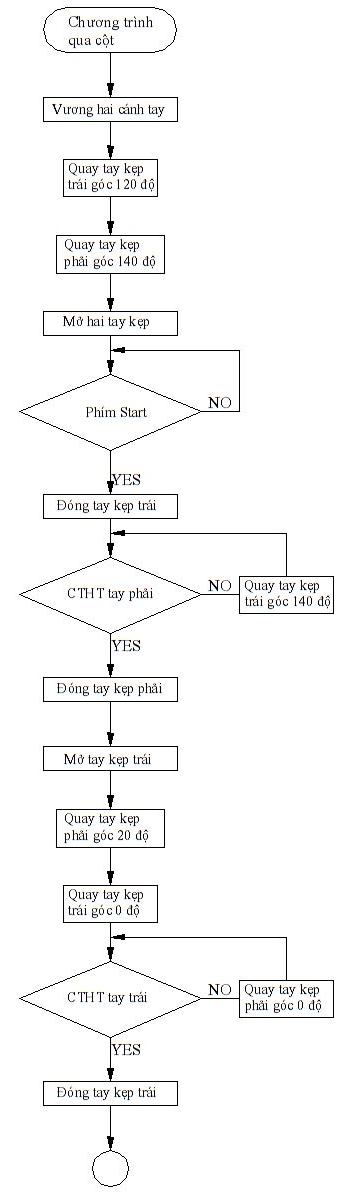 Chương trình
qua cột
Vương hai cánh tay
Quay tay kẹp
trái góc 120 độ
Quay tay kẹp
phải góc 140 độ
Mở hai tay kẹp
Phím Start
NO
YES
Đóng tay kẹp trái
CTHT tay phải
NO
Quay tay kẹp
trái góc 140 độ
YES
Đóng tay kẹp phải
Mở tay kẹp trái
Quay tay kẹp
phải góc 20 độ
Quay tay kẹp
trái góc 0 độ
CTHT tay trái
NO
Quay tay kẹp
phải góc 0 độ
YES
Đóng tay kẹp trái